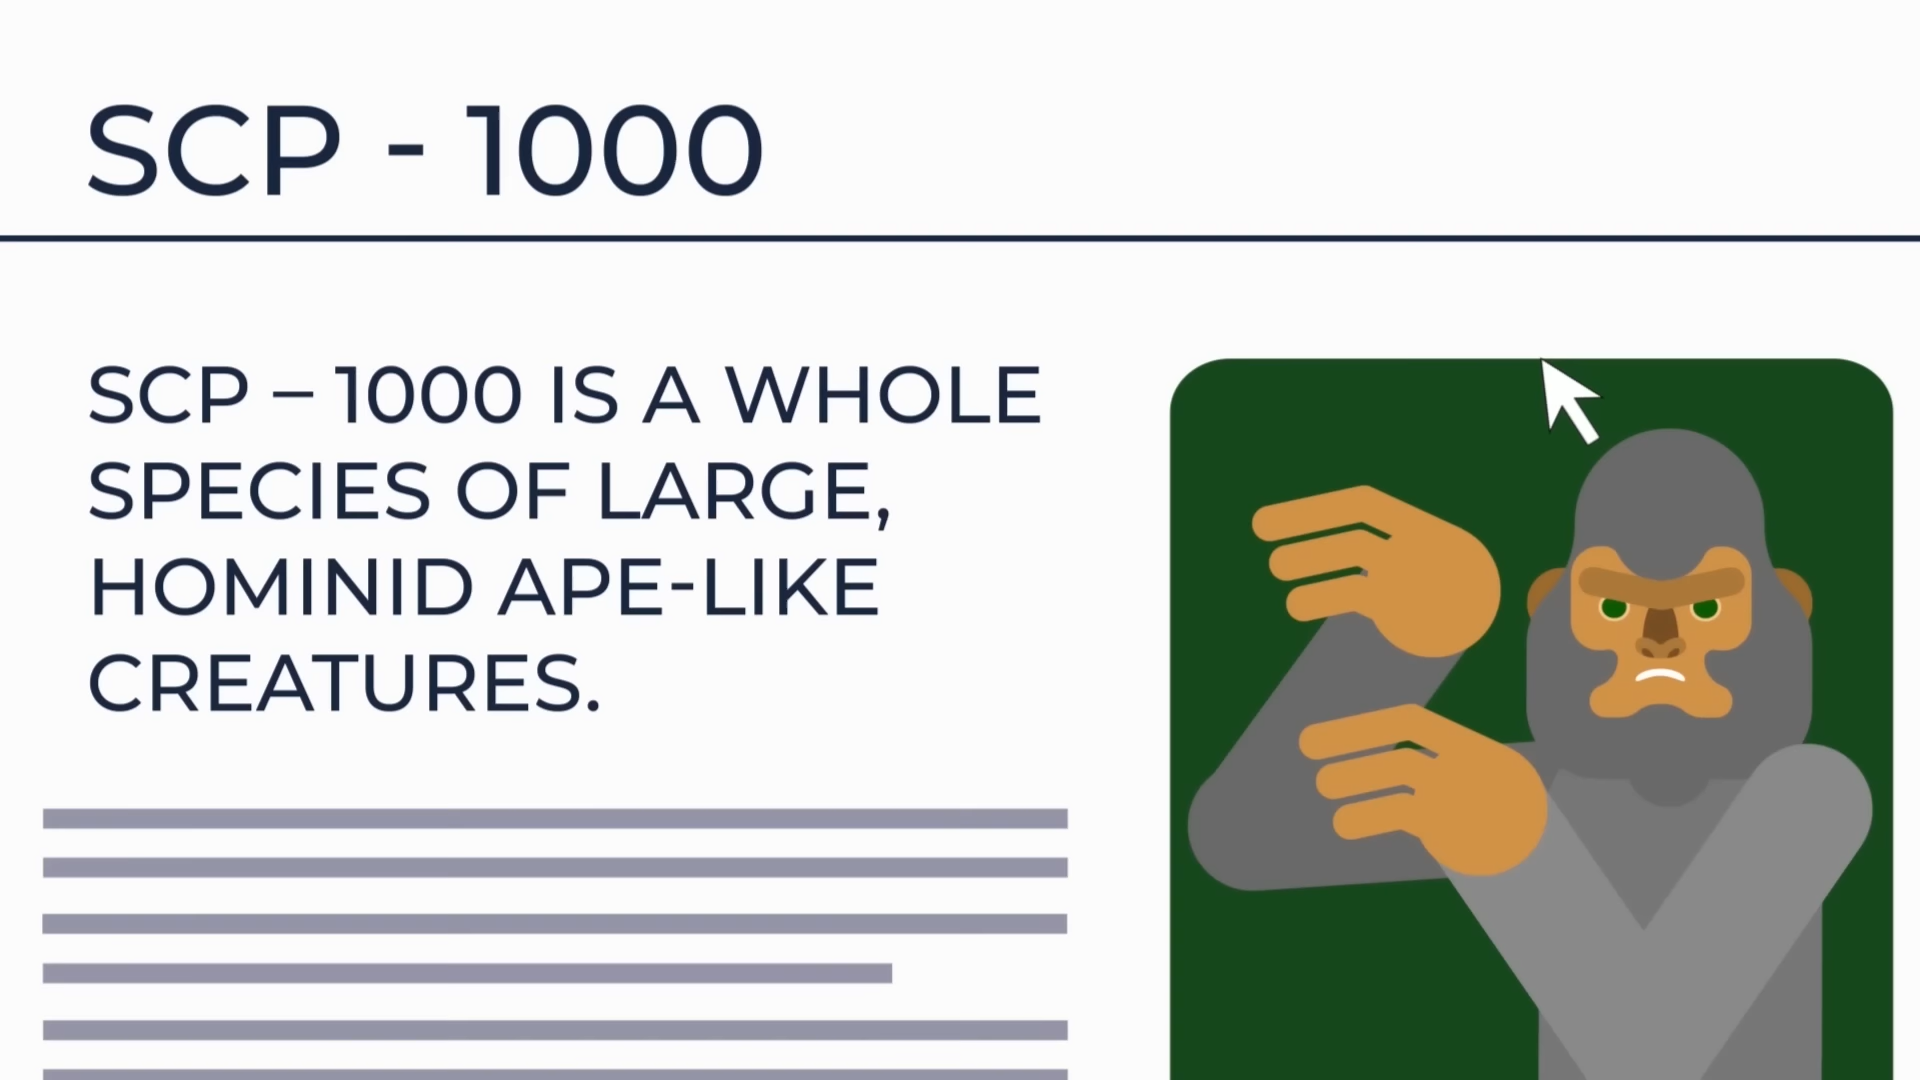 SCP - 1000
SCP – 1000 IS A WHOLE
SPECIES OF LARGE,
HOMINID APE-LIKE
CREATURES.